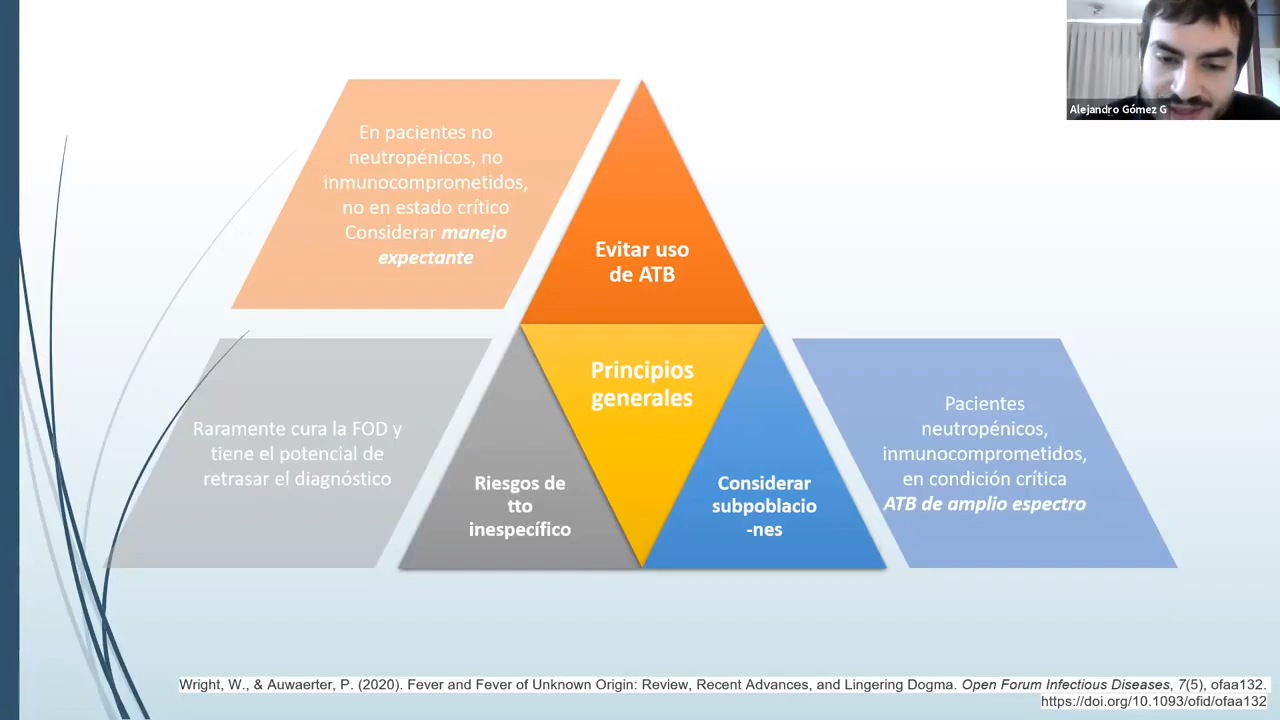 Alejandro Gómez G
En pacientes no
neutropénicos, no
inmunocomprometidos,
no en estado crítico
Considerar manejo
expectante
Evitar uso
de ATB
Principios
generales
Raramente cura la FOD y
tiene el potencial de
retrasar el diagnóstico
Riesgos de
tto
inespecífico
Considerar
subpoblacio
-nes
Pacientes
neutropénicos,
inmunocomprometidos,
en condición crítica
ATB de amplio espectro
Wright, W., & Auwaerter, P. (2020). Fever and Fever of Unknown Origin: Review, Recent Advances, and Lingering Dogma. Open Forum Infectious Diseases, 7(5), ofaa132.
https://doi.org/10.1093/ofid/ofaa132